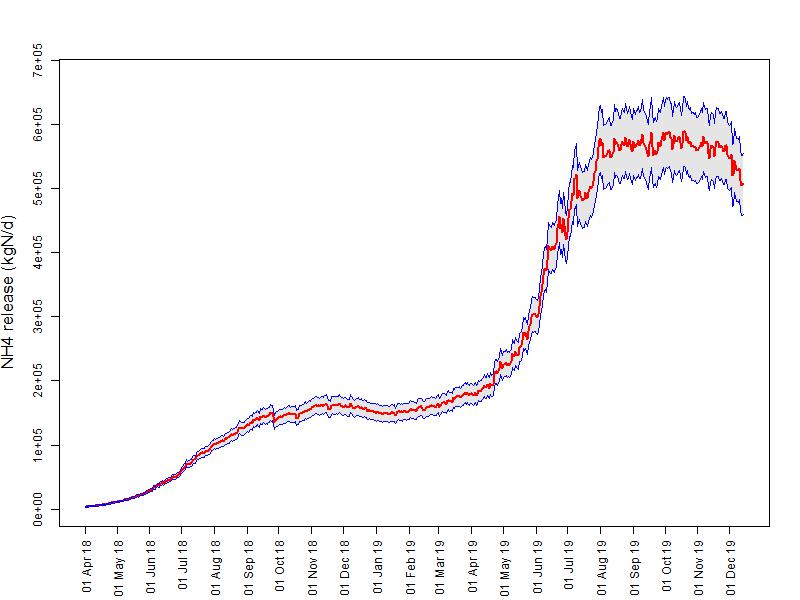 7e+05
6e+05
5e+05
4e+05
3e+05
2e+05
1e+05
0e+00
NH4 release (kgN/d)
01 Apr 18
01 May 18
01 Jun 18
01 Jul 18
01 Aug 18
01 Sep 18
01 Oct 18
01 Nov 18
01 Dec 18
01 Jan 19
01 Feb 19
01 Mar 19
01 Apr 19
01 May 19
01 Jun 19
01 Jul 19
01 Aug 19
01 Sep 19
01 Oct 19
01 Nov 19
01 Dec 19